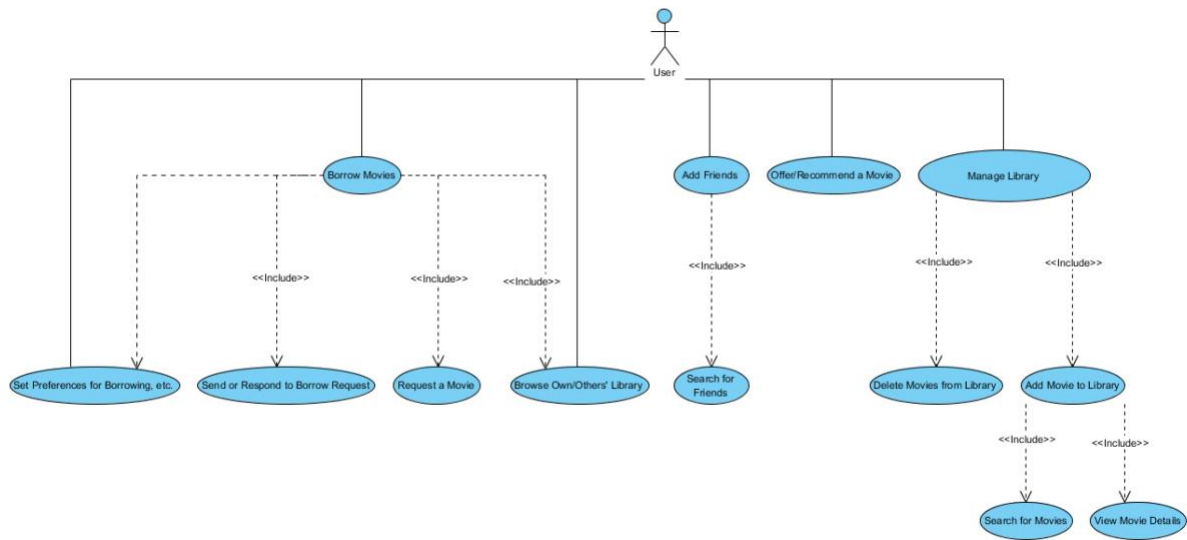 User
Borrow Movies
Add Friends
Offer/Recommend a Movie
Manage Library
<<Include>>
<<Include>>
<<Include>>
<<Include>>
<<Include>>
<<Include>>
Set Preferences for Borrowing, etc.
Send or Respond to Borrow Request
Request a Movie
Browse Own/Others' Library
Search for
Friends
Delete Movies from Library
Add Movie to Library
<<Include>>
<<Include>>
Search for Movies
View Movie Details